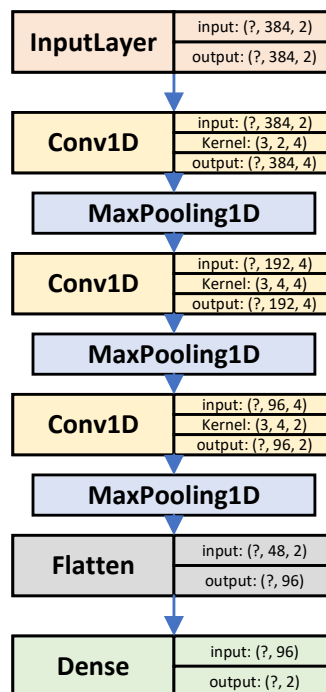 InputLayer
input: (?, 384, 2)
output: (?, 384, 2)
Conv1D
input: (?, 384, 2)
Kernel: (3, 2, 4)
output: (?, 384, 4)
MaxPooling1D
Conv1D
input: (?, 192, 4)
Kernel: (3, 4, 4)
output: (?, 192, 4)
MaxPooling1D
Conv1D
input: (?, 96, 4)
Kernel: (3, 4, 2)
output: (?, 96, 2)
MaxPooling1D
Flatten
input: (?, 48, 2)
output: (?, 96)
Dense
input: (?, 96)
output: (?, 2)